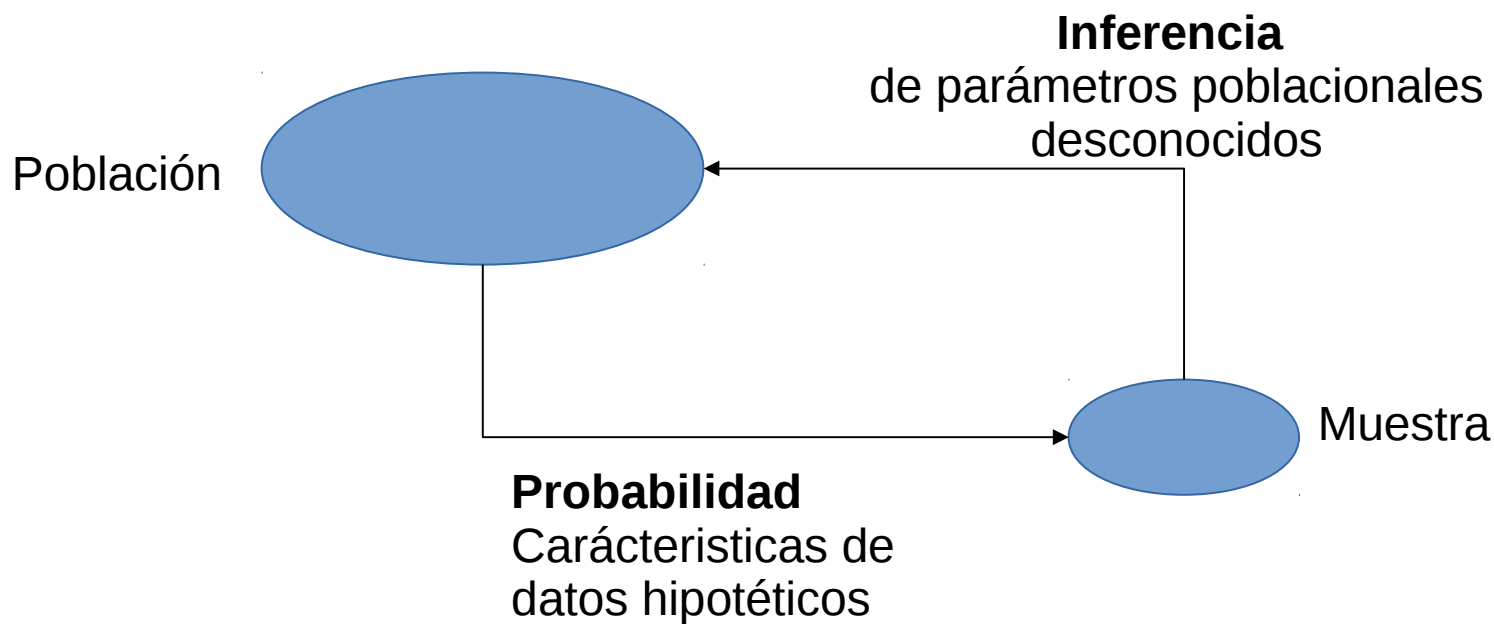 Inferencia
de parámetros poblacionales
desconocidos
Población
Muestra
Probabilidad
Carácteristicas de
datos hipotéticos